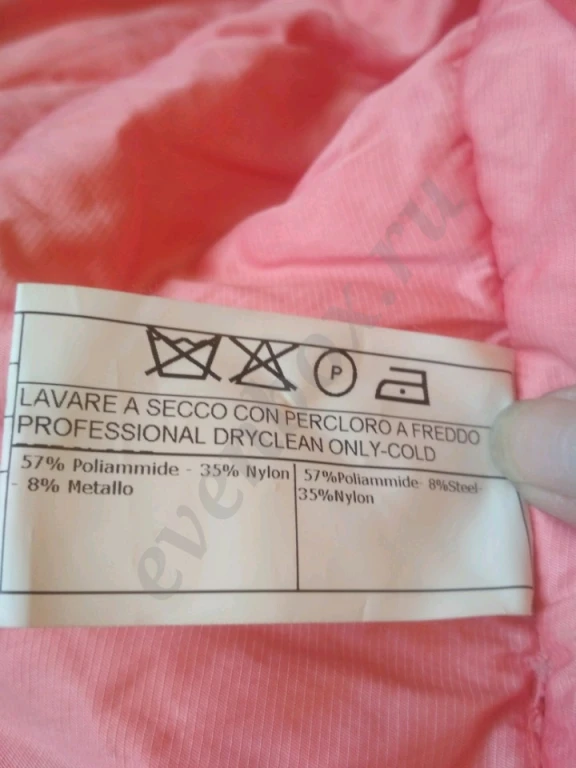 P
LAVARE A SECCO CON PERCLORO A FREDDO
PROFESSIONAL DRYCLEAN ONLY-COLD
57% Poliammide - 35% Nylon
- 8% Metallo
57%Poliammide- 8%Steel-
35%Nylon